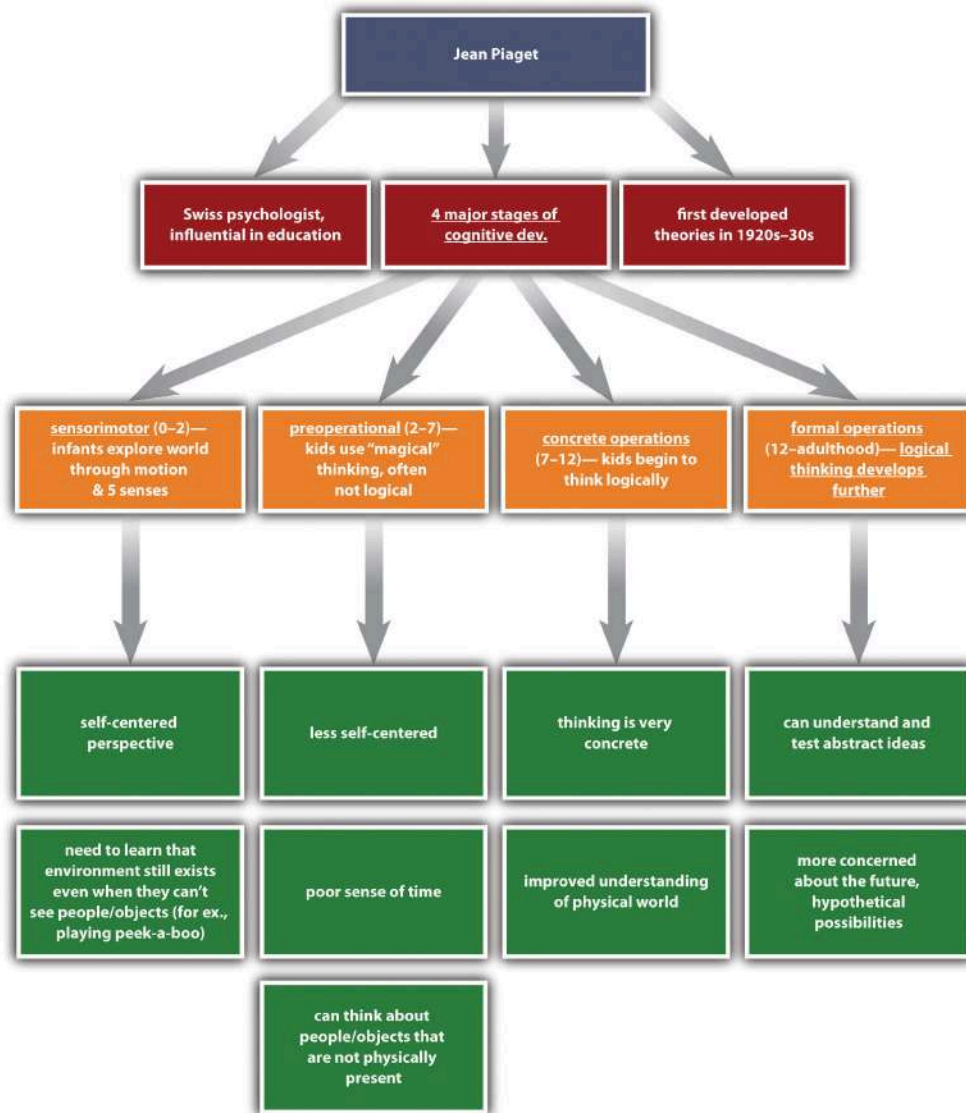 Jean Piaget
Swiss psychologist,
influential in education
4 major stages of
cognitive dev.
first developed
theories in 1920s–30s
sensorimotor (0–2)—
infants explore world
through motion
& 5 senses
preoperational (2–7)—
kids use “magical”
thinking, often
not logical
concrete operations
(7–12)— kids begin to
think logically
formal operations
(12–adulthood)— logical
thinking develops
further
self-centered
perspective
less self-centered
thinking is very
concrete
can understand and
test abstract ideas
need to learn that
environment still exists
even when they can’t
see people/objects (for ex.,
playing peek-a-boo)
poor sense of time
improved understanding
of physical world
more concerned
about the future,
hypothetical
possibilities
can think about
people/objects that
are not physically
present